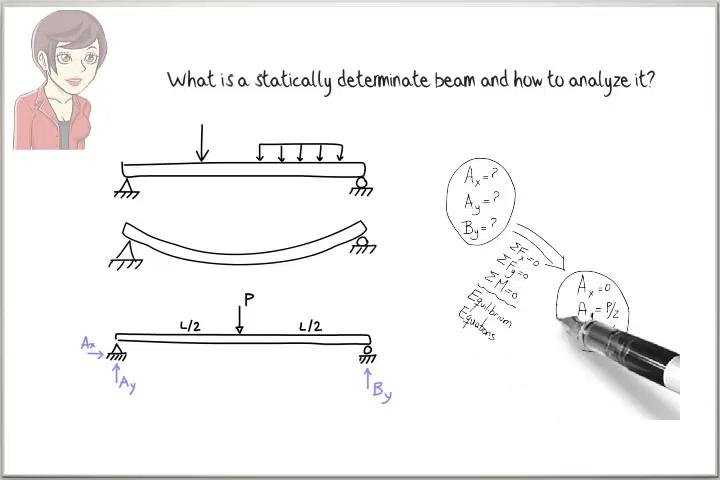 What is a statically determinate beam and how to analyze it?
Ax = ?
Ay = ?
By = ?
ΣFx=0
ΣFy=0
ΣM=0
Equilibrium
Equations
Ax = 0
A = P/2
P
L/2 L/2
Ax
Ay
By